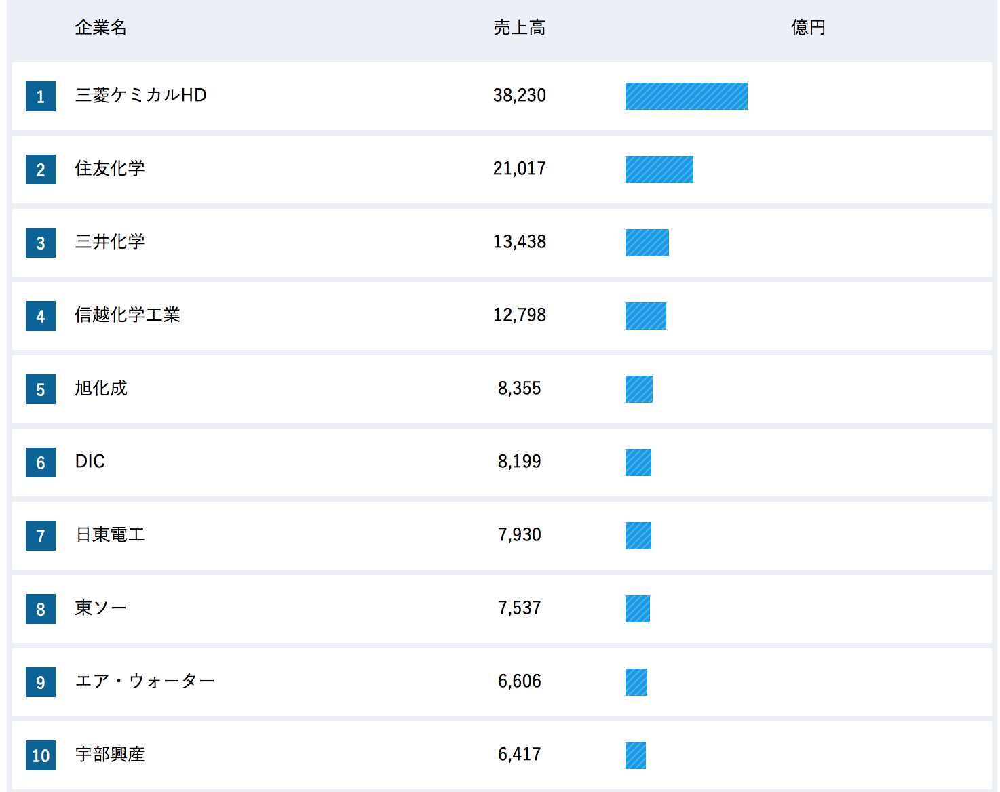 企業名 売上高 億円
1 三菱ケミカルHD 38,230
2 住友化学 21,017
3 三井化学 13,438
4 信越化学工業 12,798
5 旭化成 8,355
6 DIC 8,199
7 日東電工 7,930
8 東ソー 7,537
9 エア・ウォーター 6,606
10 宇部興産 6,417